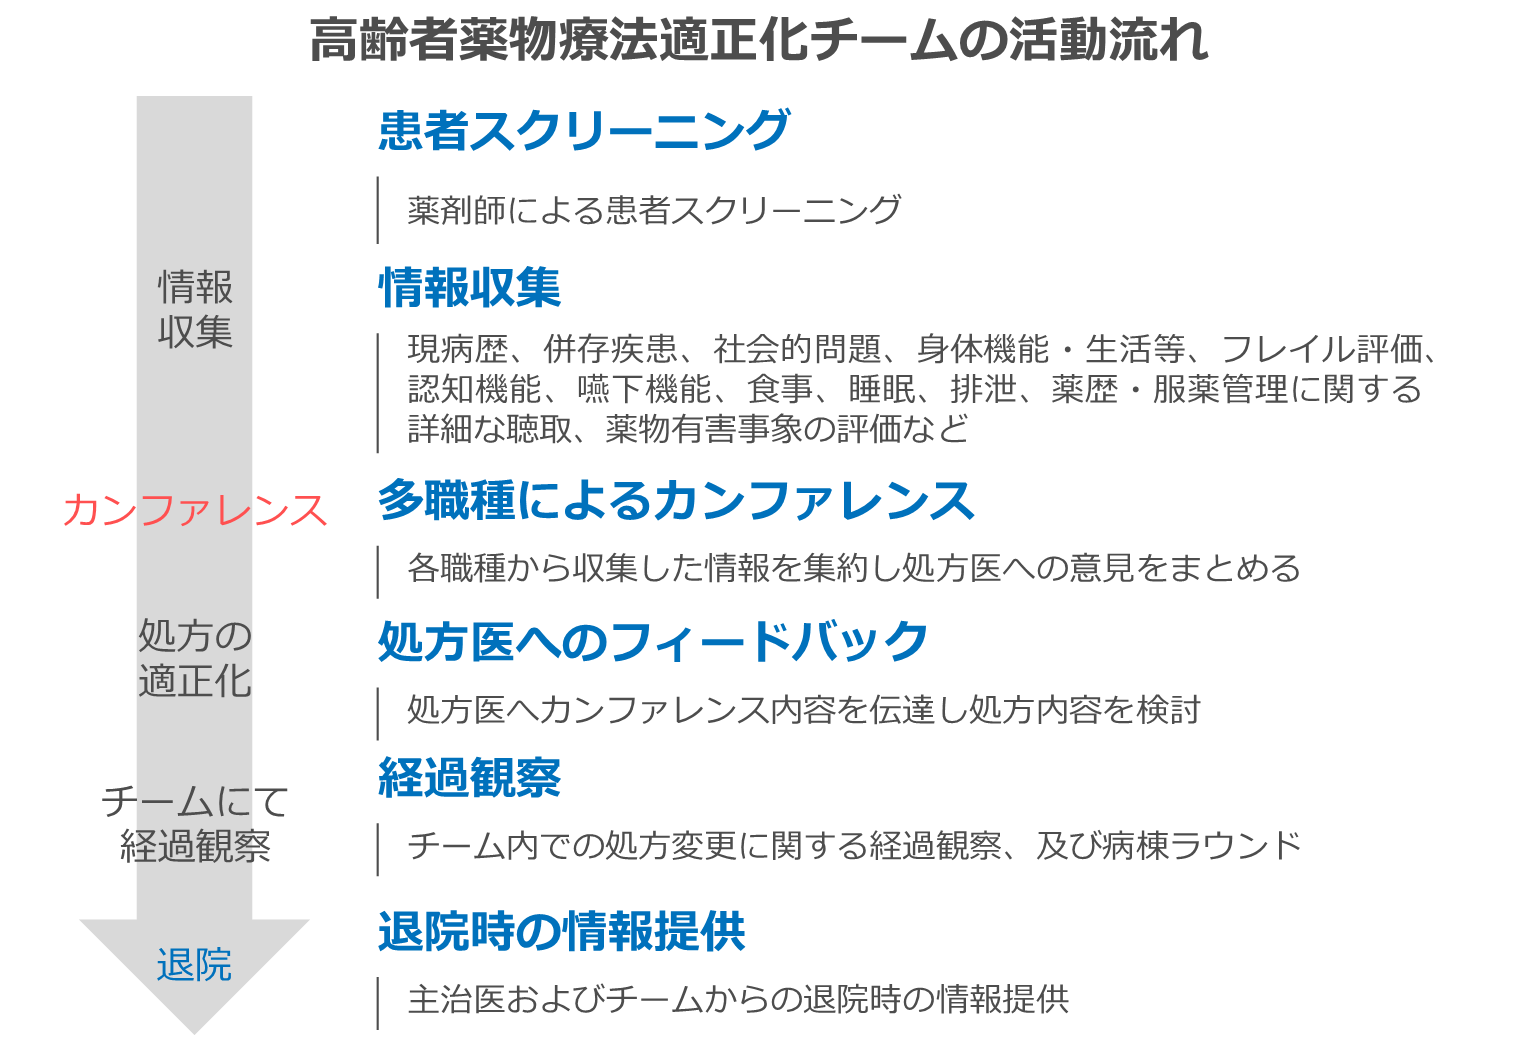 高齢者薬物療法適正化チームの活動流れ
患者スクリーニング
薬剤師による患者スクリーニング
情報
収集
情報収集
現病歴、併存疾患、社会的問題、身体機能・生活等、フレイル評価、
認知機能、嚥下機能、食事、睡眠、排泄、薬歴・服薬管理に関する
詳細な聴取、薬物有害事象の評価など
カンファレンス
多職種によるカンファレンス
各職種から収集した情報を集約し処方医への意見をまとめる
処方の
適正化
処方医へのフィードバック
処方医へカンファレンス内容を伝達し処方内容を検討
チームにて
経過観察
経過観察
チーム内での処方変更に関する経過観察、及び病棟ラウンド
退院
退院時の情報提供
主治医およびチームからの退院時の情報提供